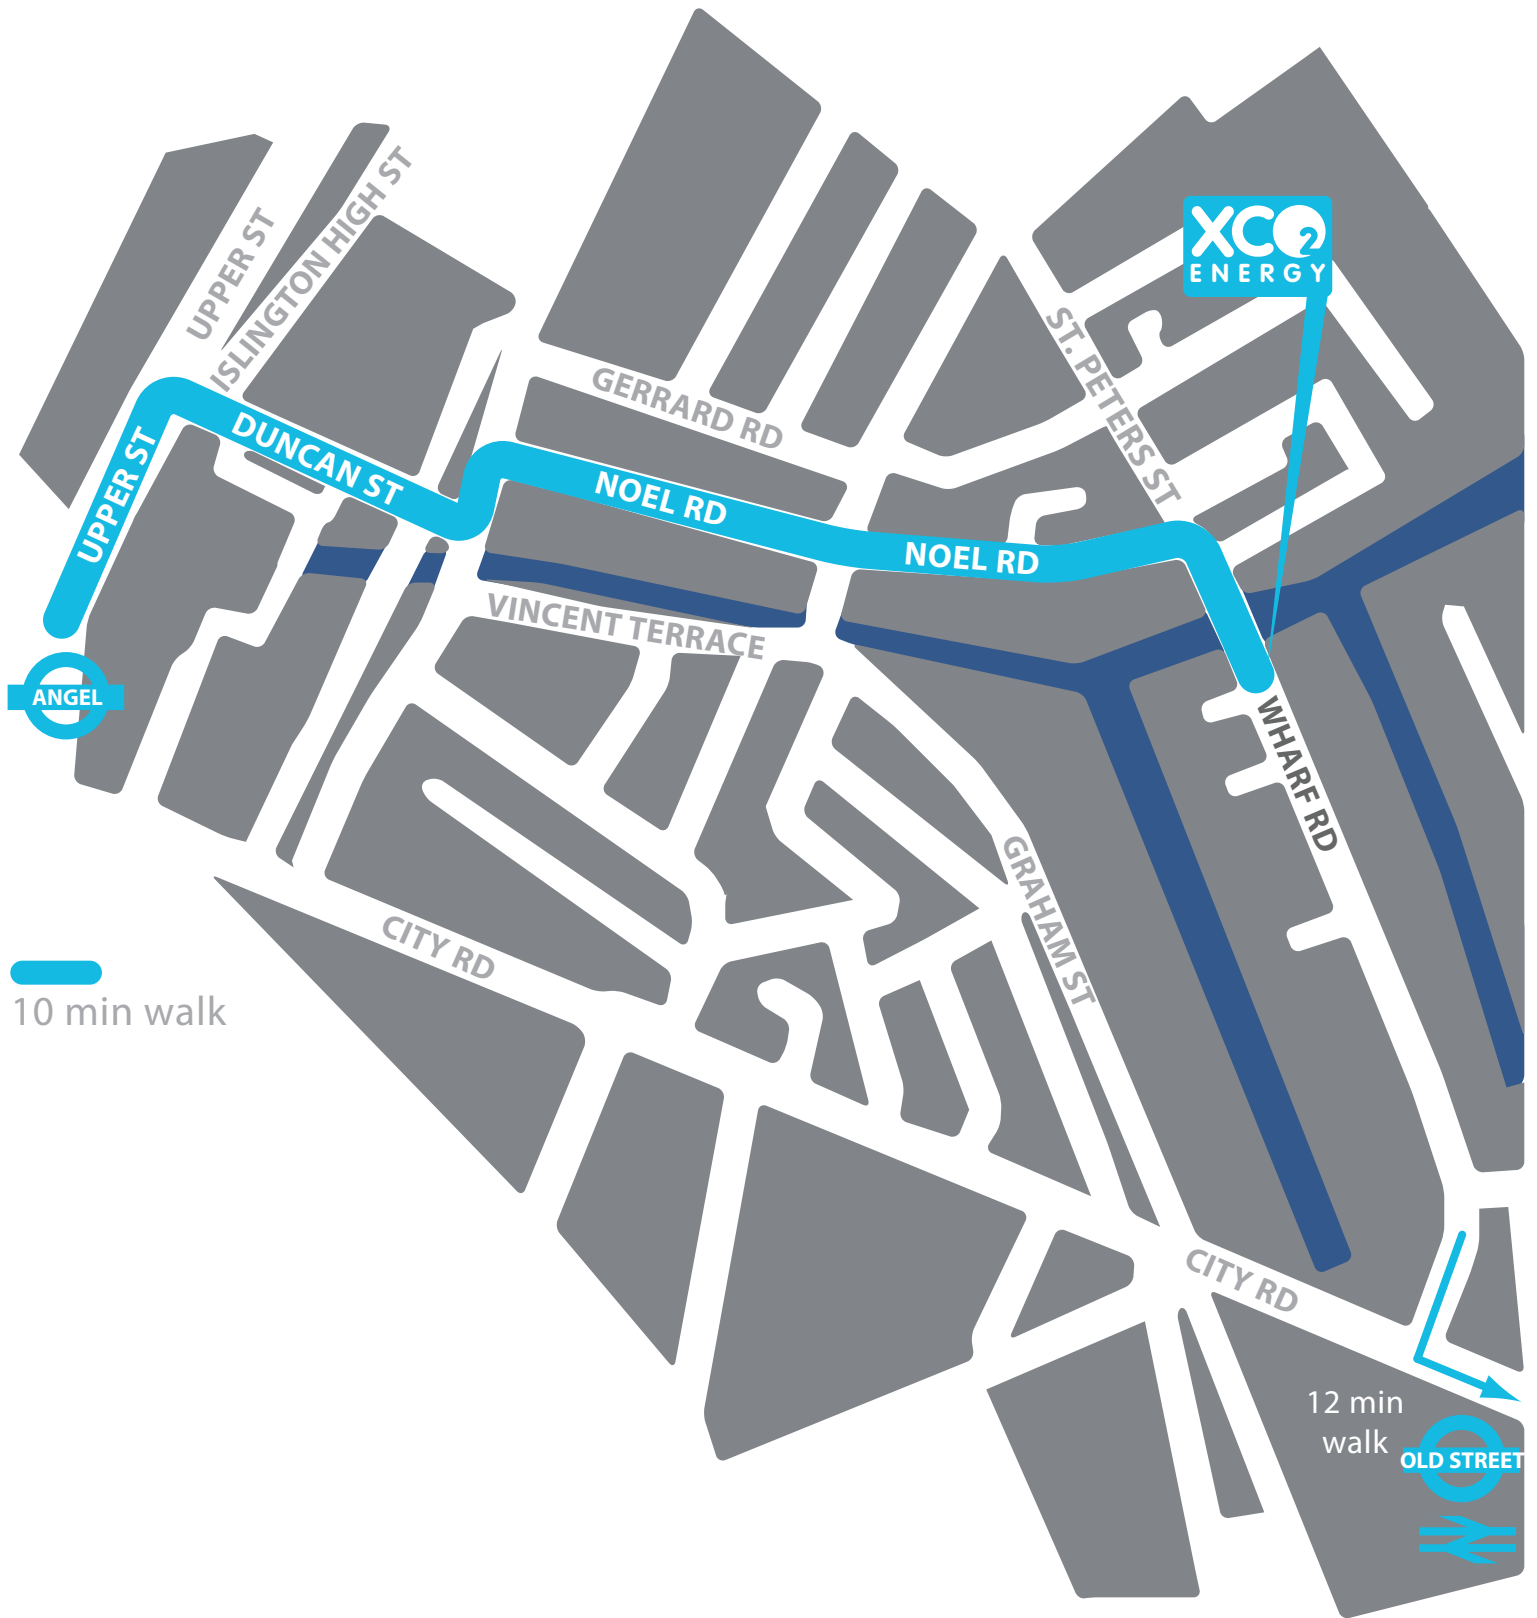 XCO2
ENERGY
UPPER ST
ISLINGTON HIGH ST
ST. PETERS ST
GERRARD RD
DUNCAN ST
UPPER ST
NOEL RD
NOEL RD
VINCENT TERRACE
ANGEL
WHARF RD
GRAHAM ST
CITY RD
10 min walk
CITY RD
12 min
walk
OLD STREET